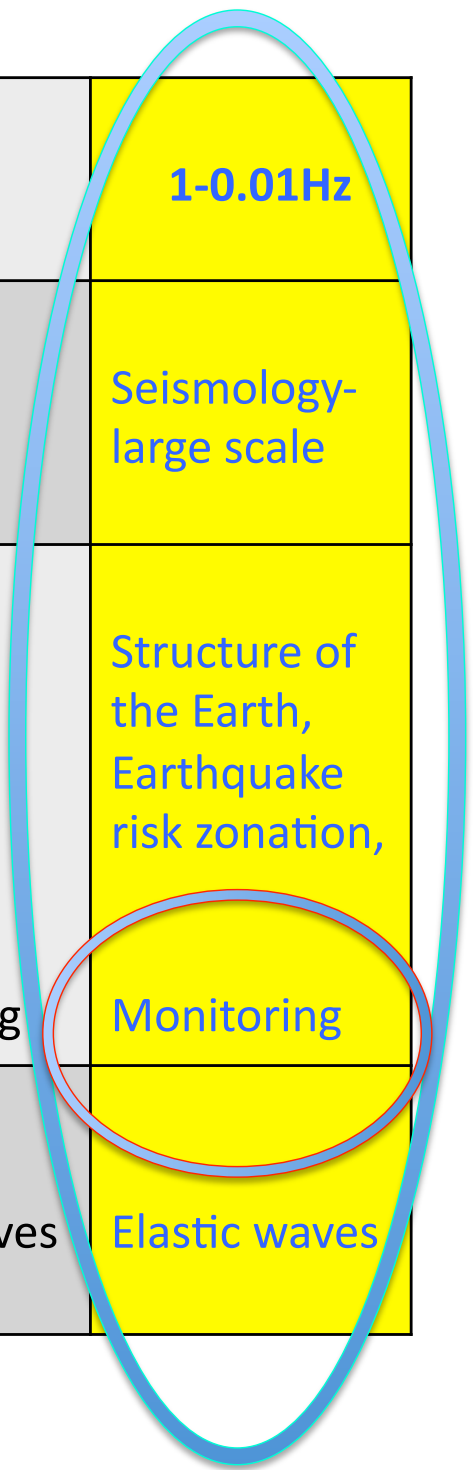 1-0.01Hz
Seismology-
large scale
Structure of
the Earth,
Earthquake
risk zonation,
g Monitoring
ves Elastic waves